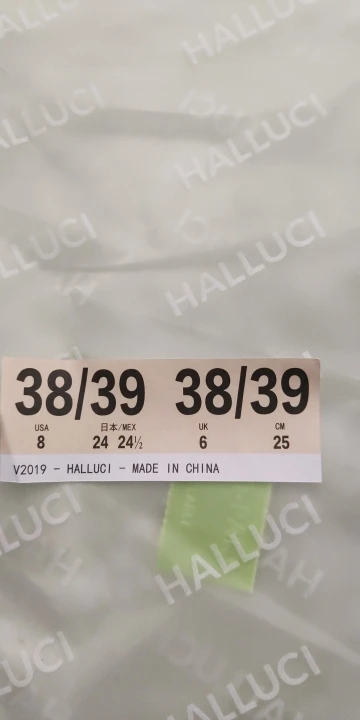 HALLUCI
HALLUCI
HALLUCI
HALLUCI
HALLUCI
38/39 38/39
USA 日本/MEX UK CM
8 24 24½ 6 25
V2019 - HALLUCI - MADE IN CHINA
HALLUCI
HALLUCI